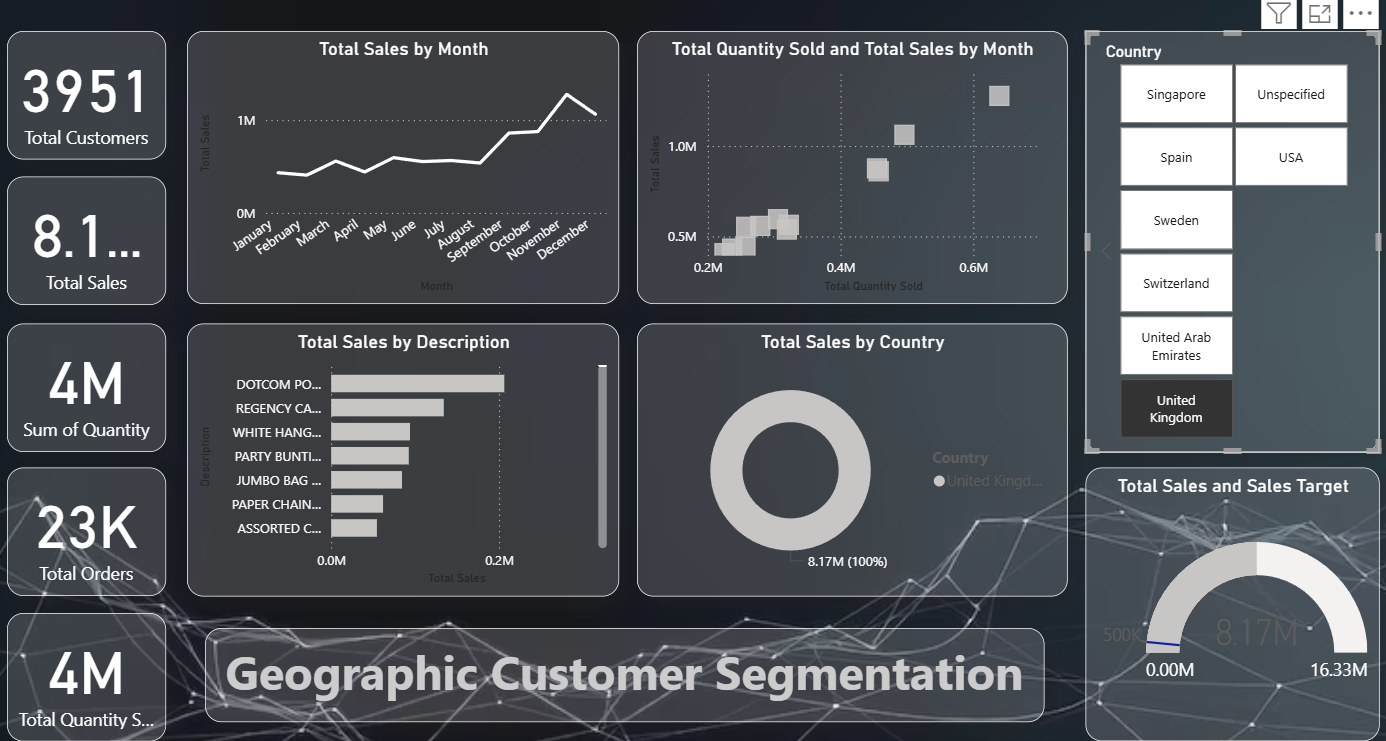 3951
Total Customers
8.1...
Total Sales
4M
Sum of Quantity
23K
Total Orders
4M
Total Quantity S...
Total Sales by Month
Total Sales
1M
0M
January
February
March
April
May
June
July
August
September
October
November
December
Month
Total Quantity Sold and Total Sales by Month
Total Sales
1.0M
0.5M
0.2M
0.4M
0.6M
Total Quantity Sold
Total Sales by Description
Description
DOTCOM PO...
REGENCY CA...
WHITE HANG...
PARTY BUNTI...
JUMBO BAG ...
PAPER CHAIN...
ASSORTED C...
0.0M
0.2M
Total Sales
Total Sales by Country
8.17M (100%)
Country
United Kingd...
Geographic Customer Segmentation
Country
Singapore
Unspecified
Spain
USA
Sweden
Switzerland
United Arab
Emirates
United
Kingdom
Total Sales and Sales Target
500K
8.17M
0.00M
16.33M